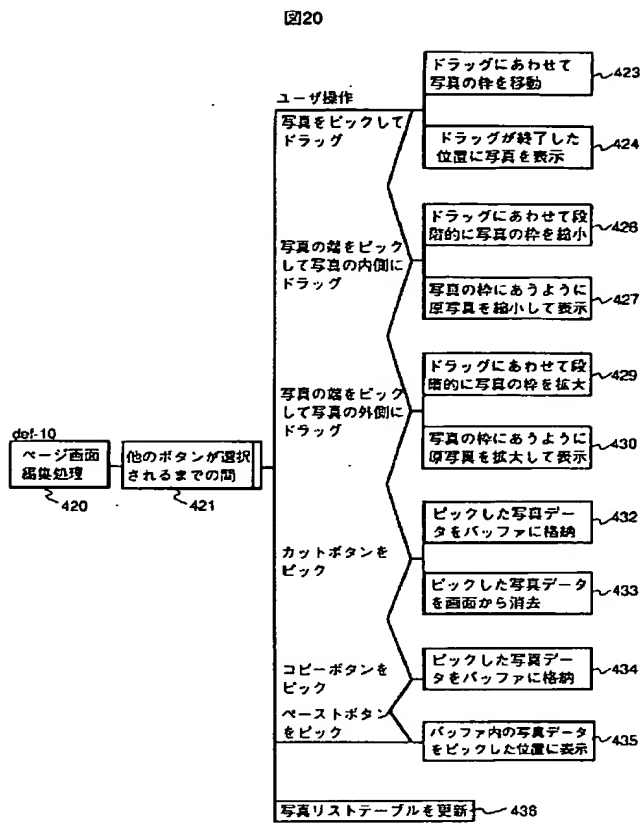 図20
ユーザ操作
写真をピックして
ドラッグ
ドラッグにあわせて
写真の枠を移動
423
ドラッグが終了した
位置に写真を表示
424
写真の端をピック
して写真の内側に
ドラッグ
ドラッグにあわせて段
階的に写真の枠を縮小
426
写真の枠にあうように
原写真を縮小して表示
427
写真の端をピック
して写真の外側に
ドラッグ
ドラッグにあわせて段
階的に写真の枠を拡大
429
写真の枠にあうように
原写真を拡大して表示
430
def-10
ページ画面
編集処理
420
他のボタンが選択
されるまでの間
421
カットボタンを
ピック
ピックした写真デー
タをバッファに格納
432
ピックした写真データ
を画面から消去
433
コピーボタンを
ピック
ピックした写真デー
タをバッファに格納
434
ペーストボタン
をピック
バッファ内の写真データ
をピックした位置に表示
435
写真リストテーブルを更新
436